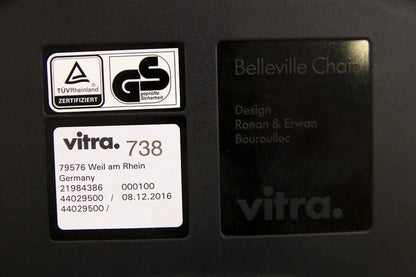 TÜVRheinland
ZERTIFIZIERT
GS
geprüfte
Sicherheit
vitra. 738
79576 Weil am Rhein
Germany
21984386 000100
44029500 / 08.12.2016
44029500 /
Belleville Chair
Design
Ronan & Erwan
Bouroullec
vitra.